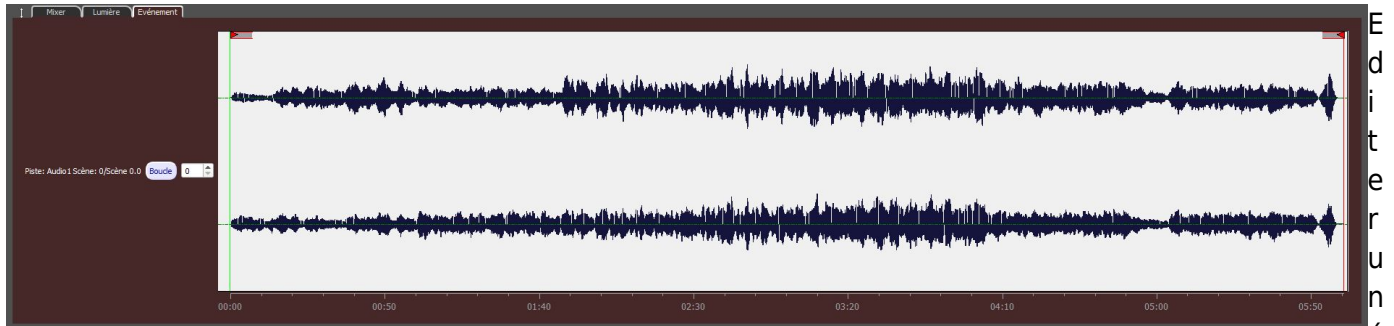 Mixer Lumière Evénement
Piste: Audio1 Scène: 0/Scène 0.0 Boucle 0
00:00 00:50 01:40 02:30 03:20 04:10 05:00 05:50
E
d
i
t
e
r
u
n